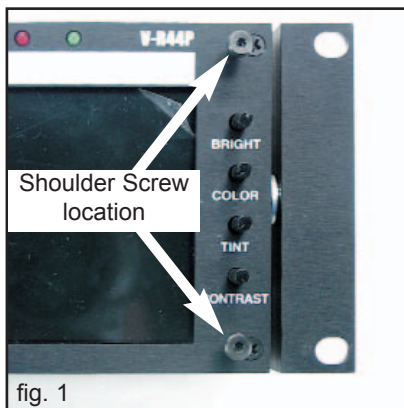 V-R44P
BRIGHT
Shoulder Screw
location
COLOR
TINT
CONTRAST
fig. 1